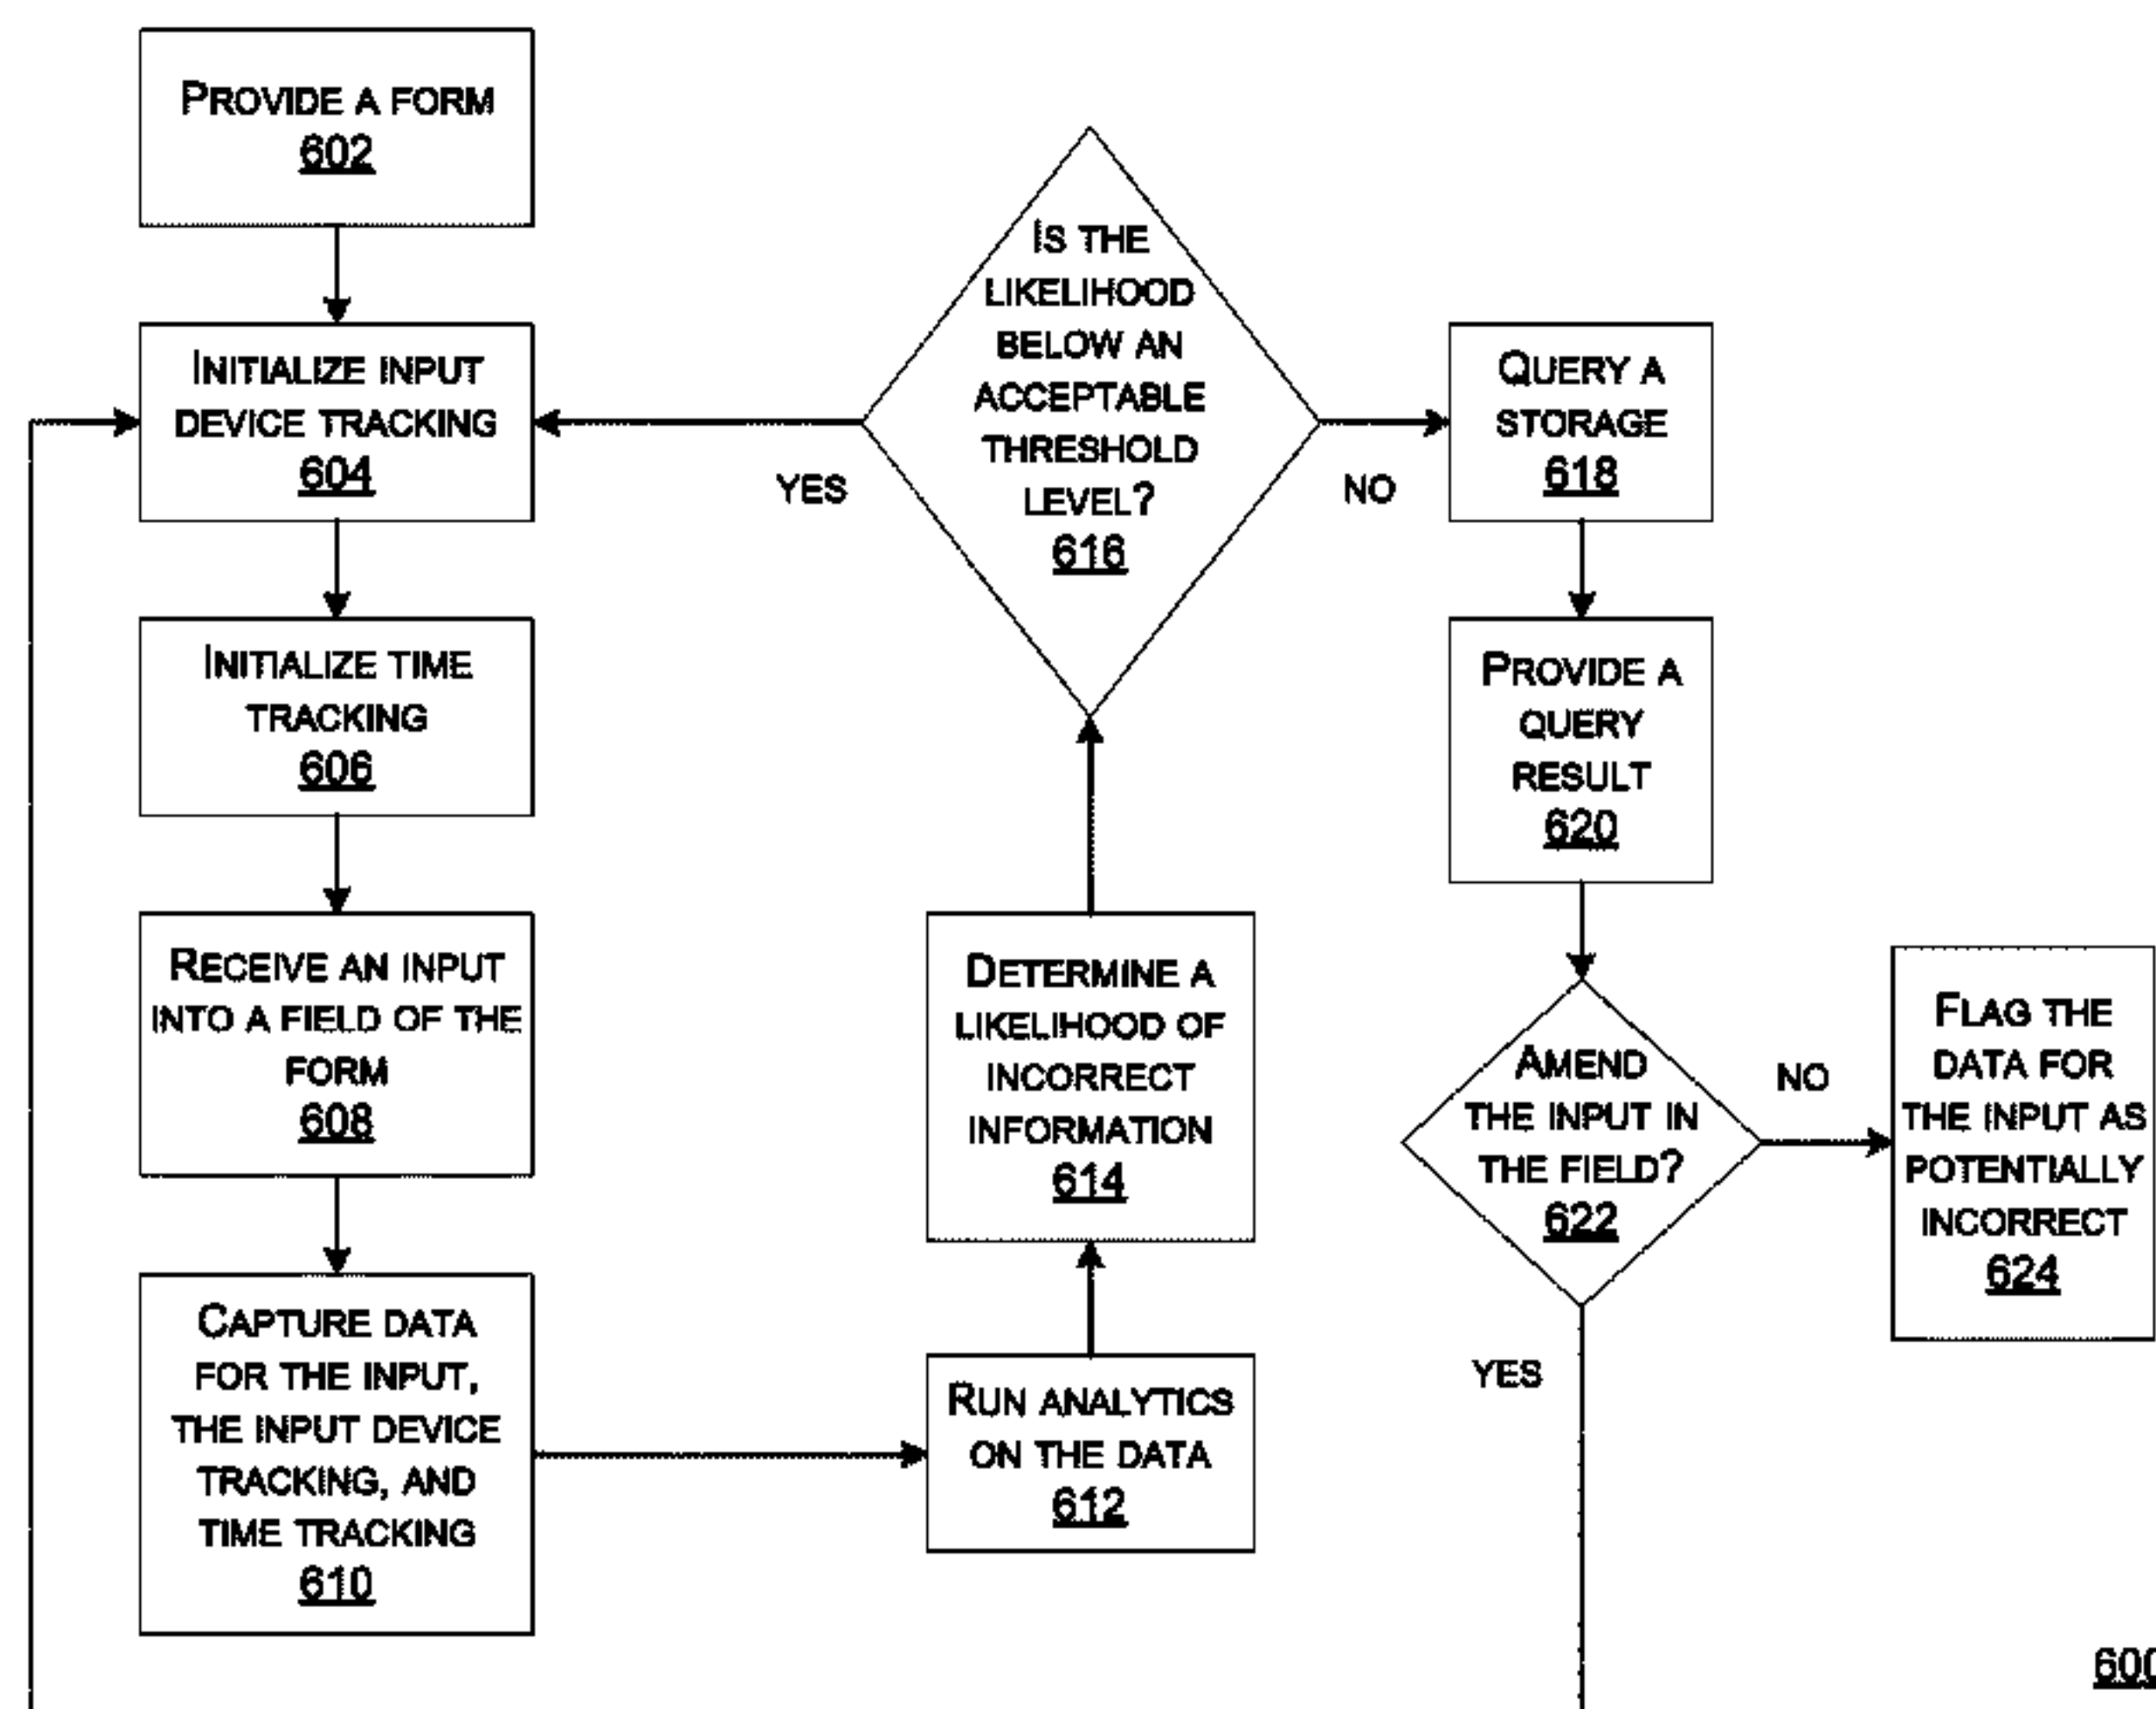 PROVIDE A FORM
602
INITIALIZE INPUT
DEVICE TRACKING
604
INITIALIZE TIME
TRACKING
606
RECEIVE AN INPUT
INTO A FIELD OF THE
FORM
608
CAPTURE DATA
FOR THE INPUT,
THE INPUT DEVICE
TRACKING, AND
TIME TRACKING
610
RUN ANALYTICS
ON THE DATA
612
DETERMINE A
LIKELIHOOD OF
INCORRECT
INFORMATION
614
IS THE
LIKELIHOOD
BELOW AN
ACCEPTABLE
THRESHOLD
LEVEL?
616
YES
NO
QUERY A
STORAGE
618
PROVIDE A
QUERY
RESULT
620
AMEND
THE INPUT IN
THE FIELD?
622
NO
YES
FLAG THE
DATA FOR
THE INPUT AS
POTENTIALLY
INCORRECT
624
600